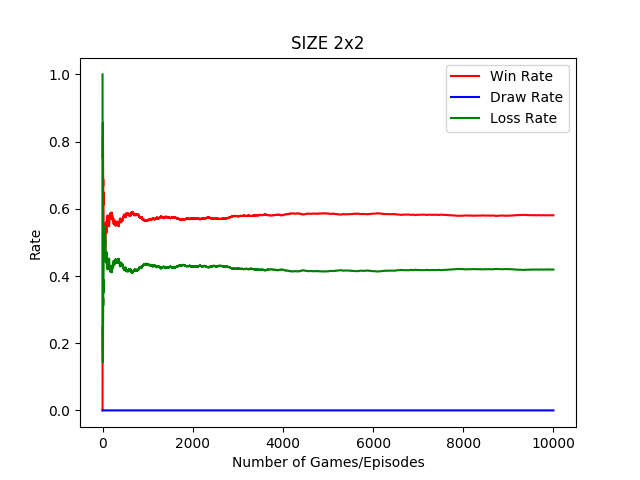 SIZE 2x2
1.0
0.8
0.6
0.4
0.2
0.0
Rate
0
2000
4000
6000
8000
10000
Number of Games/Episodes
Win Rate
Draw Rate
Loss Rate